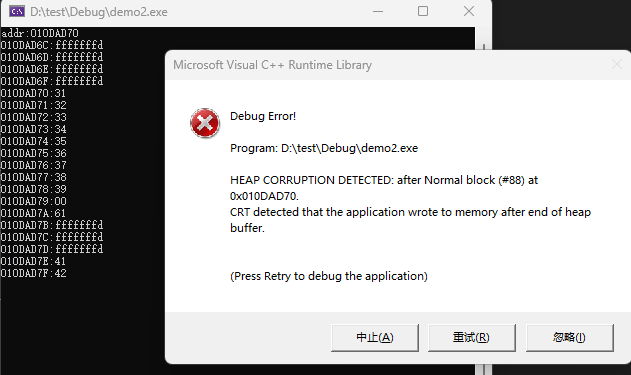 D:\test\Debug\demo2.exe
addr:010DAD70
010DAD6C:fffffffd
010DAD6D:fffffffd
010DAD6E:fffffffd
010DAD6F:fffffffd
010DAD70:31
010DAD71:32
010DAD72:33
010DAD73:34
010DAD74:35
010DAD75:36
010DAD76:37
010DAD77:38
010DAD78:39
010DAD79:00
010DAD7A:61
010DAD7B:fffffffd
010DAD7C:fffffffd
010DAD7D:fffffffd
010DAD7E:41
010DAD7F:42
Microsoft Visual C++ Runtime Library
Debug Error!
Program: D:\test\Debug\demo2.exe
HEAP CORRUPTION DETECTED: after Normal block (#88) at
0x010DAD70.
CRT detected that the application wrote to memory after end of heap
buffer.
(Press Retry to debug the application)
中止(A)
重试(R)
忽略(I)